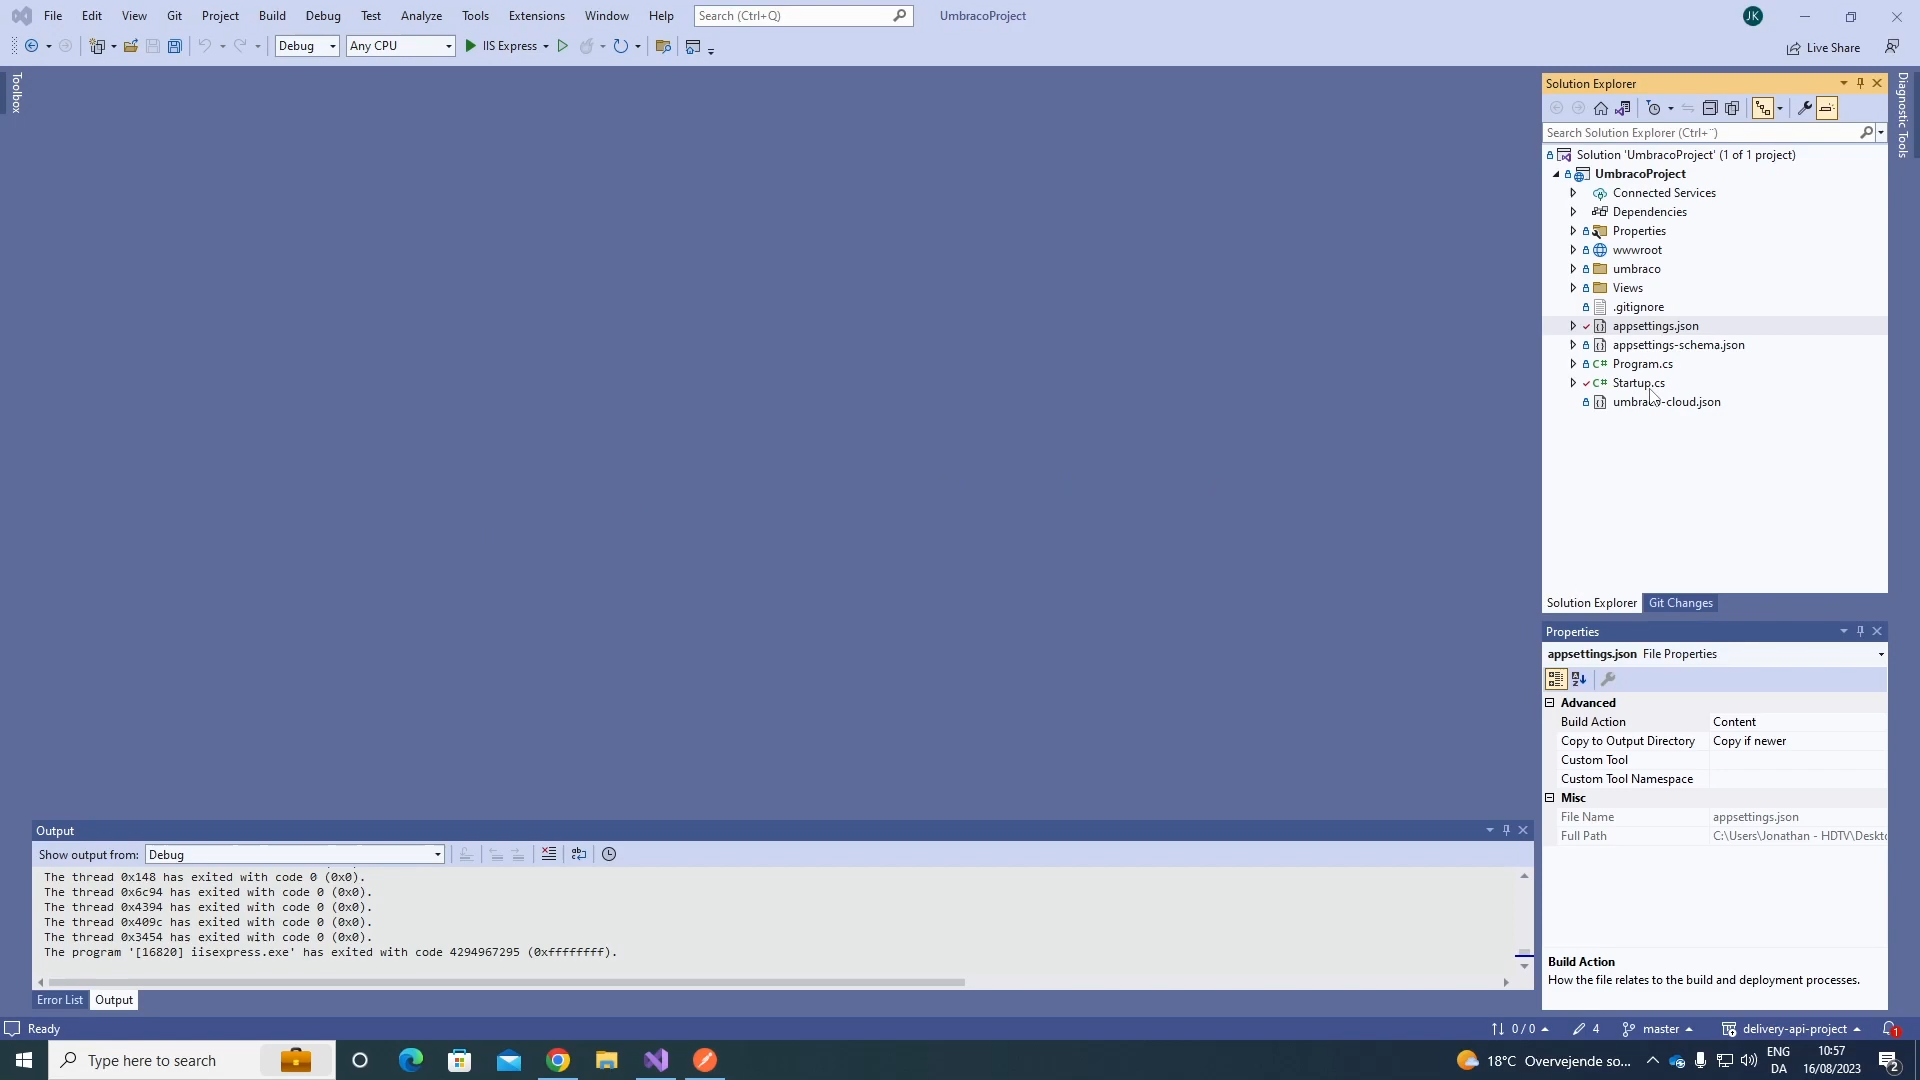 File Edit View Git Project Build Debug Test Analyze Tools Extensions Window Help Search (Ctrl+Q) UmbracoProject JK
Debug Any CPU IIS Express Live Share
Toolbox
Diagnostic Tools
Solution Explorer
Search Solution Explorer (Ctrl+¨)
Solution 'UmbracoProject' (1 of 1 project)
UmbracoProject
Connected Services
Dependencies
Properties
wwwroot
umbraco
Views
.gitignore
appsettings.json
appsettings-schema.json
C# Program.cs
C# Startup.cs
umbraco-cloud.json
Solution Explorer Git Changes
Properties
appsettings.json File Properties
Advanced
Build Action Content
Copy to Output Directory Copy if newer
Custom Tool
Custom Tool Namespace
Misc
File Name appsettings.json
Full Path C:\Users\Jonathan - HDTV\Deskto
Build Action
How the file relates to the build and deployment processes.
Output
Show output from: Debug
The thread 0x148 has exited with code 0 (0x0).
The thread 0x6c94 has exited with code 0 (0x0).
The thread 0x4394 has exited with code 0 (0x0).
The thread 0x409c has exited with code 0 (0x0).
The thread 0x3454 has exited with code 0 (0x0).
The program '[16820] iisexpress.exe' has exited with code 4294967295 (0xffffffff).
Error List Output
Ready 0 / 0 4 master delivery-api-project 1
Type here to search 18°C Overvejende so... ENG DA 10:57 16/08/2023 2